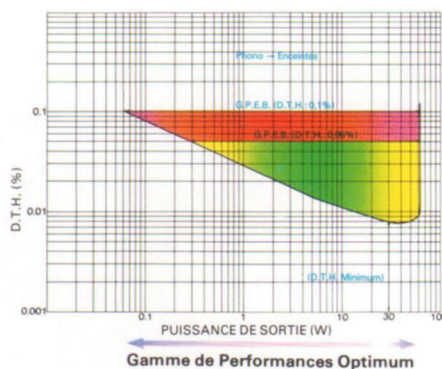 Phono → Enceintes
G.P.E.B. (D.T.H.: 0,1%)
G.P.E.B. (D.T.H.: 0,05%)
(D.T.H. Minimum)
D.T.H. (%)
0.1
0.01
0.001
0.1 1 10 30 100
PUISSANCE DE SORTIE (W)
Gamme de Performances Optimum